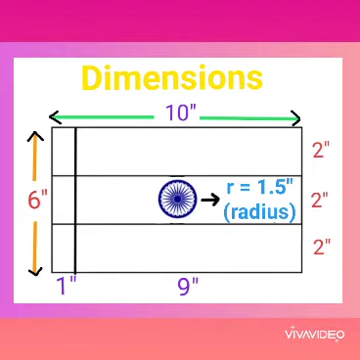 Dimensions
10"
2"
r = 1.5"
6"
2"
(radius)
2"
1"
9"
VIVAVIDEO